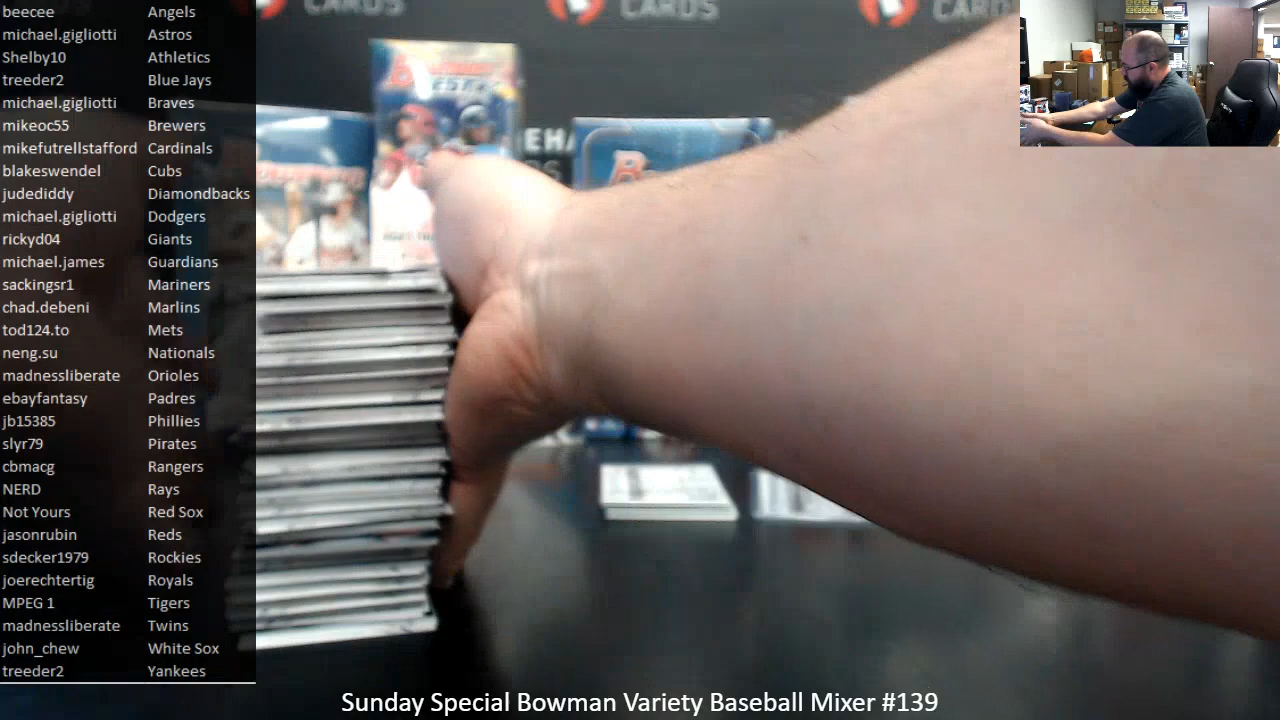 beecee Angels
michael.gigliotti Astros
Shelby10 Athletics
treeder2 Blue Jays
michael.gigliotti Braves
mikeoc55 Brewers
mikefutrellstafford Cardinals
blakeswendel Cubs
judediddy Diamondbacks
michael.gigliotti Dodgers
rickyd04 Giants
michael.james Guardians
sackingsr1 Mariners
chad.debeni Marlins
tod124.to Mets
neng.su Nationals
madnessliberate Orioles
ebayfantasy Padres
jb15385 Phillies
slyr79 Pirates
cbmacg Rangers
NERD Rays
Not Yours Red Sox
jasonrubin Reds
sdecker1979 Rockies
joerechtertig Royals
MPEG 1 Tigers
madnessliberate Twins
john_chew White Sox
treeder2 Yankees
CARDS
CARDS
CARDS
Sunday Special Bowman Variety Baseball Mixer #139